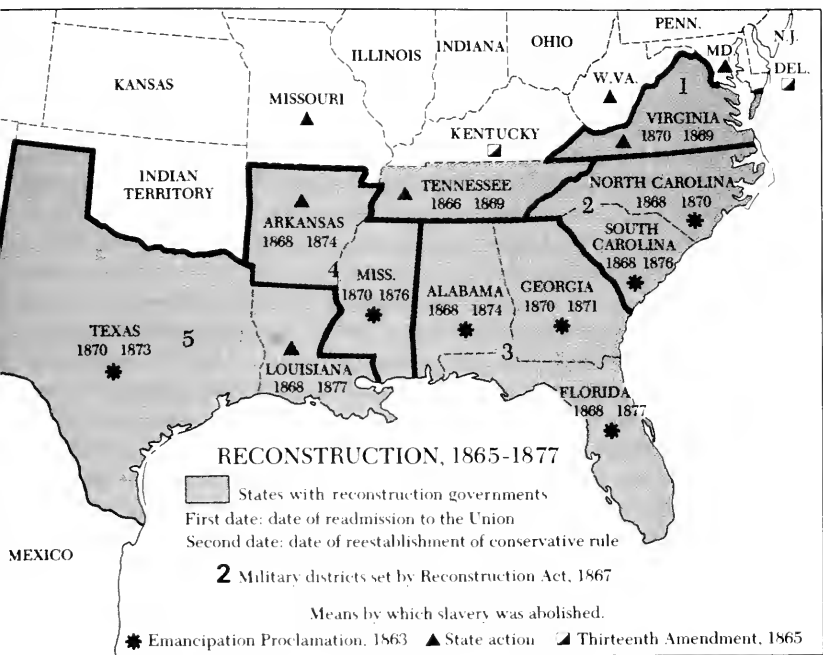 PENN.
N.J.
ILLINOIS
INDIANA
OHIO
MD.
DEL.
KANSAS
W.VA.
1
MISSOURI
VIRGINIA
1870 1869
KENTUCKY
INDIAN
TERRITORY
TENNESSEE
1866 1869
NORTH CAROLINA
1868 1870
2
ARKANSAS
1868 1874
SOUTH
CAROLINA
1868 1876
4
MISS.
1870 1876
ALABAMA
1868 1874
GEORGIA
1870 1871
TEXAS
1870 1873
5
3
LOUISIANA
1868 1877
FLORIDA
1868 1877
RECONSTRUCTION, 1865-1877
States with reconstruction governments
First date: date of readmission to the Union
Second date: date of reestablishment of conservative rule
MEXICO
2 Military districts set by Reconstruction Act, 1867
Means by which slavery was abolished.
Emancipation Proclamation, 1863 State action Thirteenth Amendment, 1865